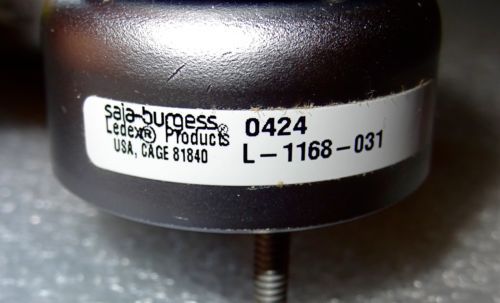 saia-burgess®
Ledex® Products
USA, CAGE 81840
0424
L-1168-031